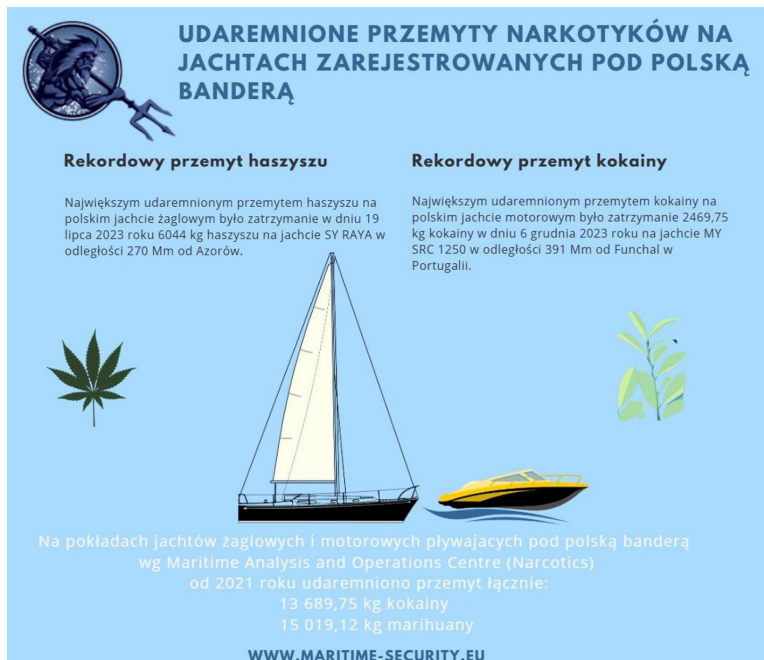 UDAREMNIONE PRZEMYTY NARKOTYKÓW NA
JACHTACH ZAREJESTROWANYCH POD POLSKĄ
BANDERĄ
Rekordowy przemyt haszyszu
Największym udaremnionym przemytem haszyszu na
polskim jachcie żaglowym było zatrzymanie w dniu 19
lipca 2023 roku 6044 kg haszyszu na jachcie SY RAYA w
odległości 270 Mm od Azorów.
Rekordowy przemyt kokainy
Największym udaremnionym przemytem kokainy na
polskim jachcie motorowym było zatrzymanie 2469,75
kg kokainy w dniu 6 grudnia 2023 roku na jachcie MY
SRC 1250 w odległości 391 Mm od Funchal w
Portugalii.
Na pokładach jachtów żaglowych i motorowych pływajacych pod polską banderą
wg Maritime Analysis and Operations Centre (Narcotics)
od 2021 roku udaremniono przemyt łącznie:
13 689,75 kg kokainy
15 019,12 kg marihuany
WWW.MARITIME-SECURITY.EU